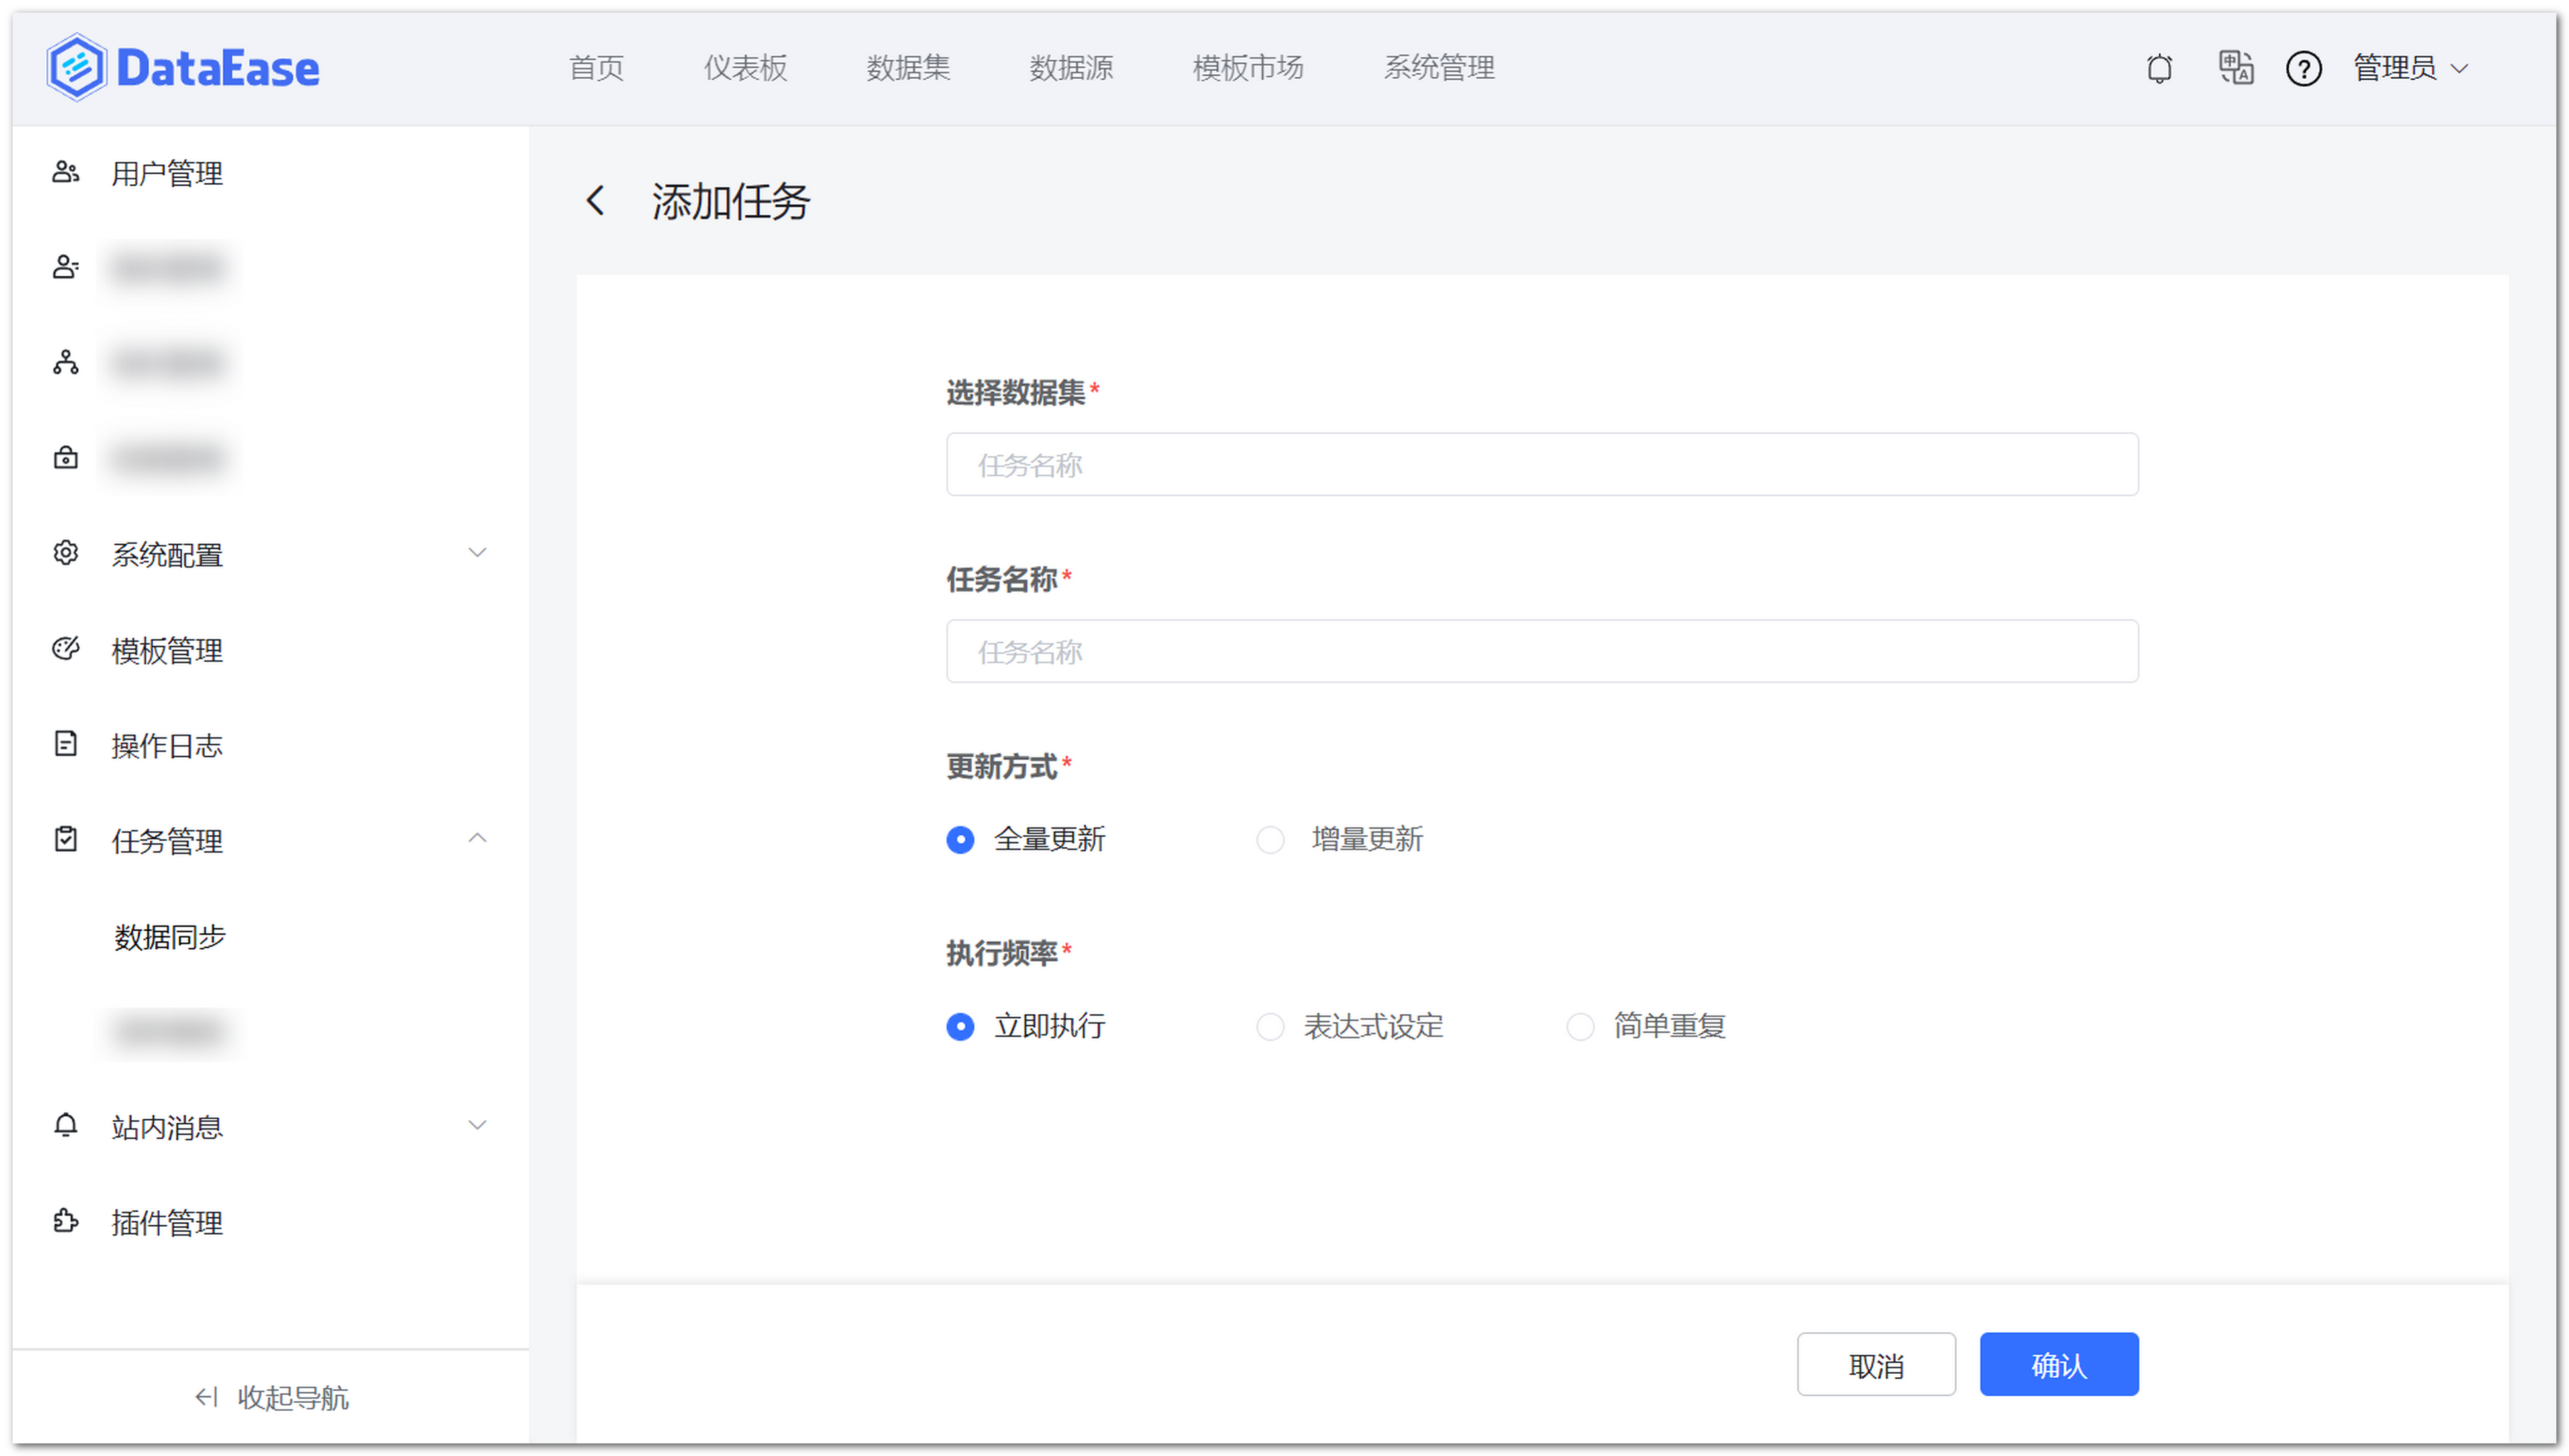 DataEase
首页 仪表板 数据集 数据源 模板市场 系统管理 管理员
用户管理
系统配置
模板管理
操作日志
任务管理
数据同步
站内消息
插件管理
收起导航
添加任务
选择数据集*
任务名称
任务名称*
任务名称
更新方式*
全量更新 增量更新
执行频率*
立即执行 表达式设定 简单重复
取消 确认